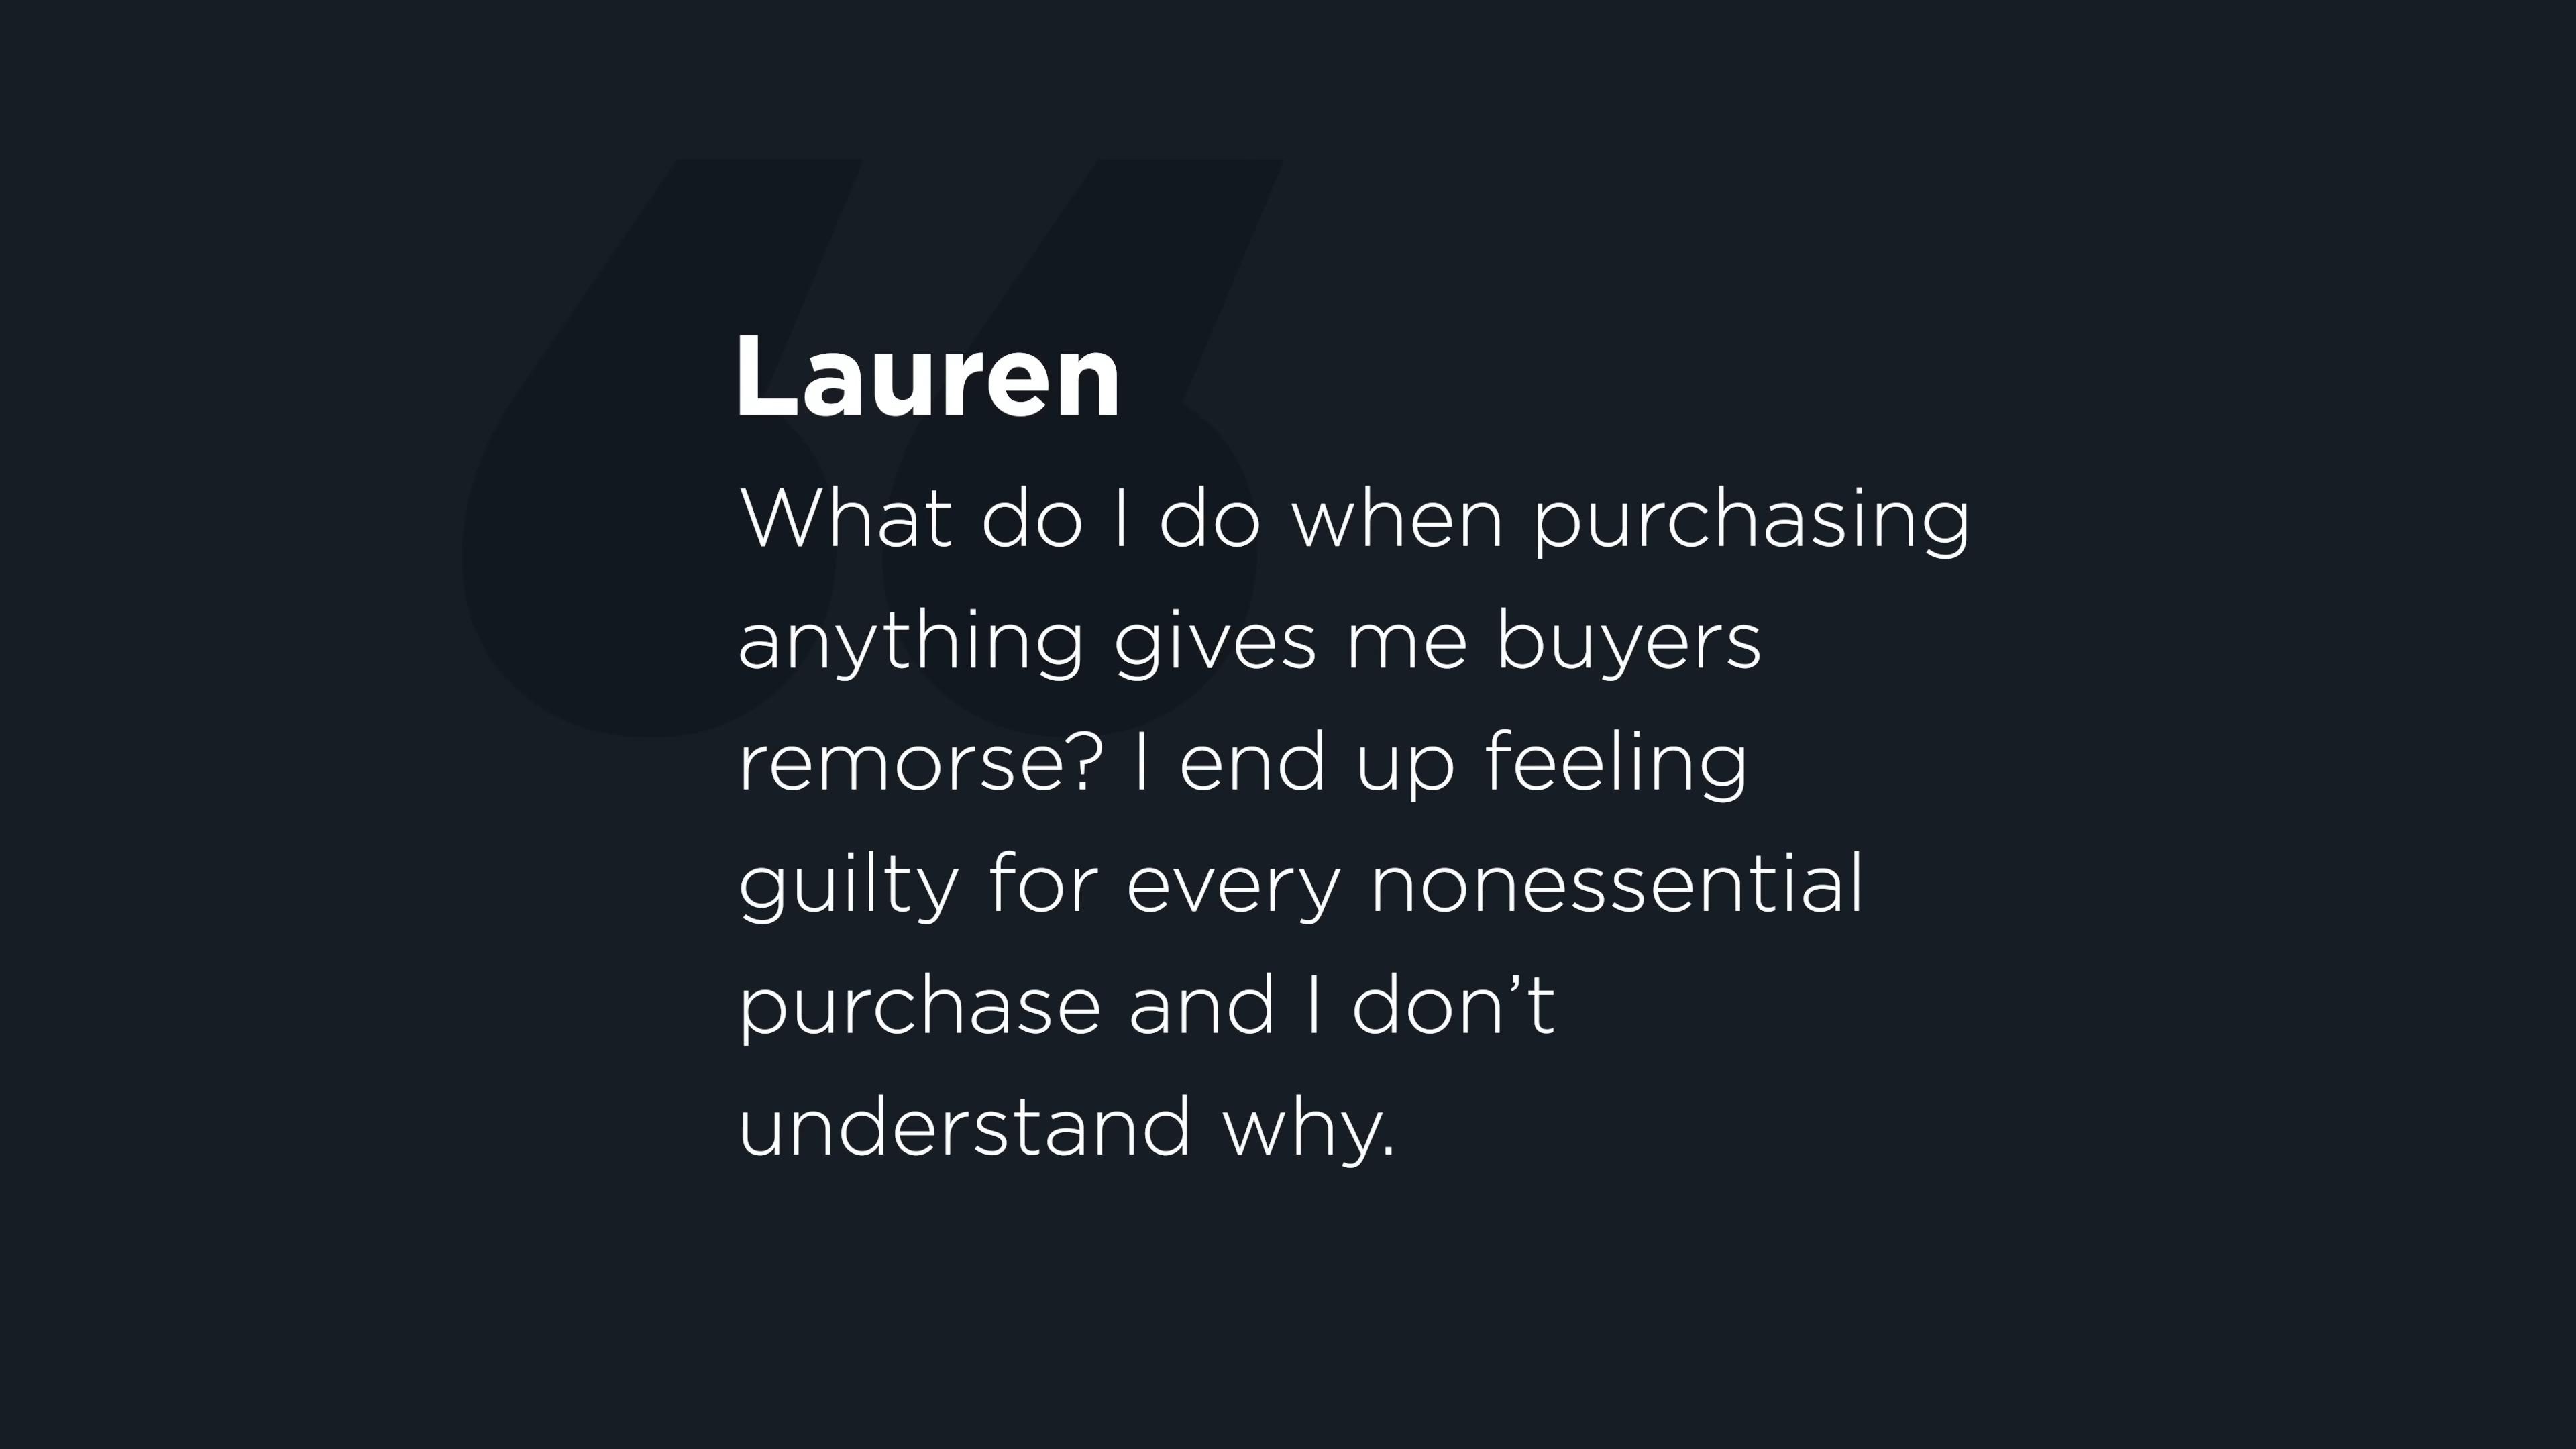 Lauren
What do I do when purchasing
anything gives me buyers
remorse? I end up feeling
guilty for every nonessential
purchase and I don’t
understand why.